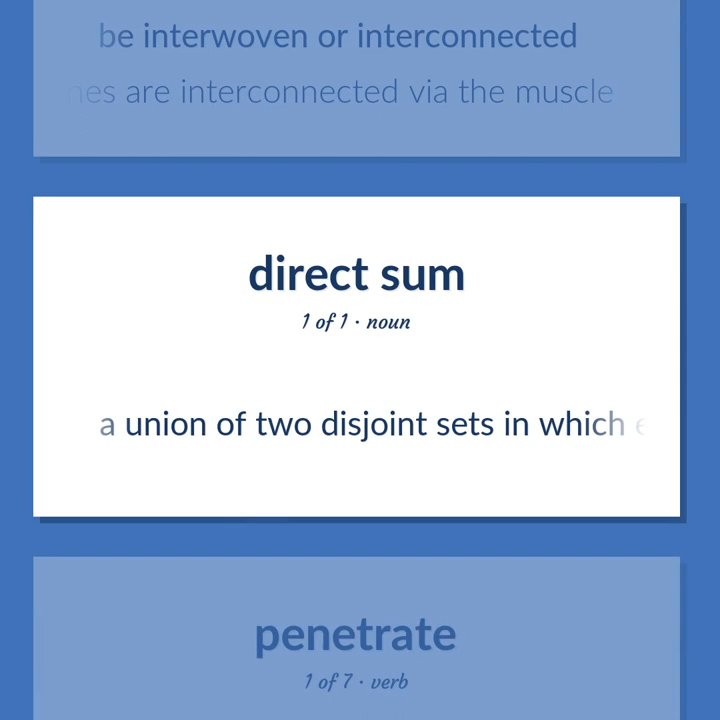 be interwoven or interconnected
are interconnected via the muscle
direct sum
1 of 1 · noun
a union of two disjoint sets in which
penetrate
1 of 7 · verb